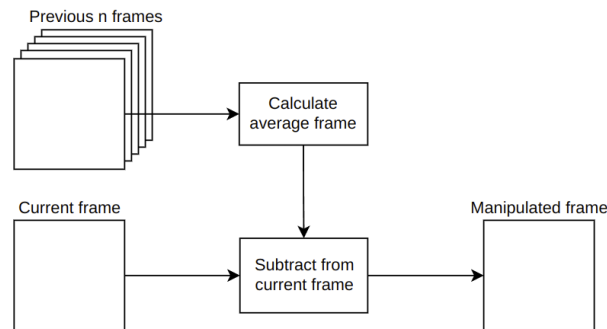 Previous n frames
Calculate
average frame
Current frame
Manipulated frame
Subtract from
current frame